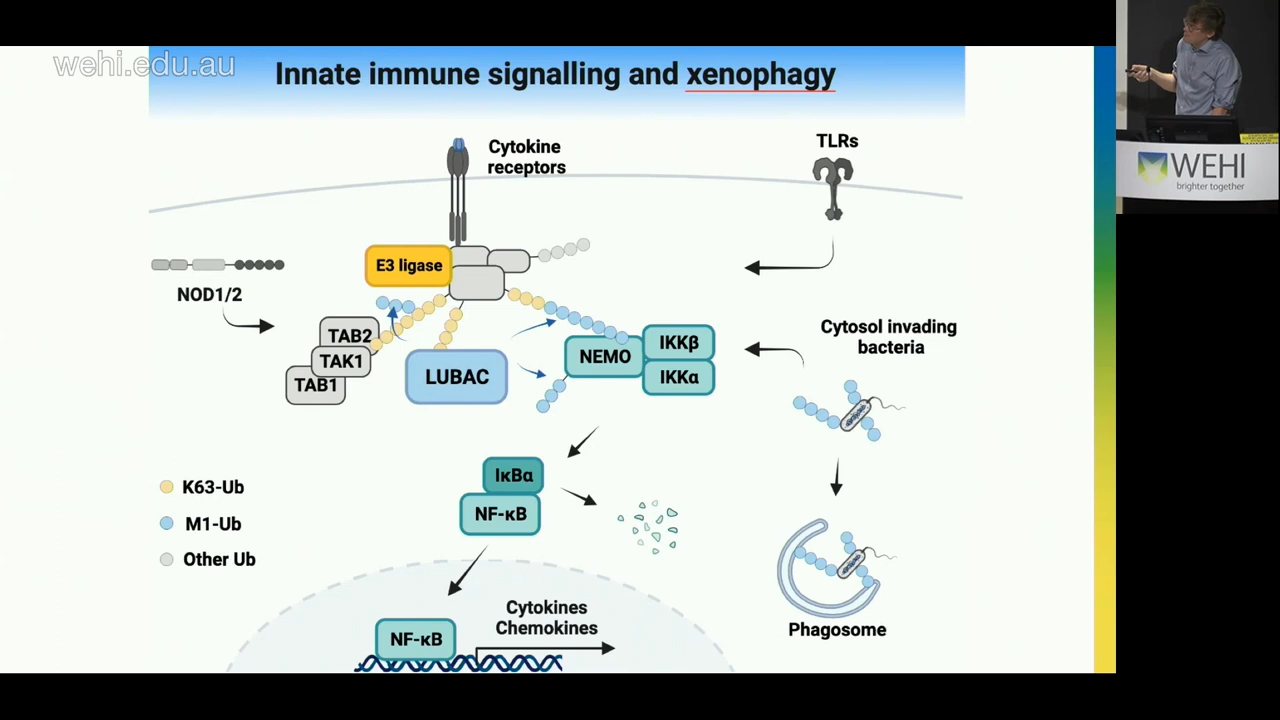 wehi.edu.au
Innate immune signalling and xenophagy
Cytokine
receptors
TLRs
WEHI
brighter together
E3 ligase
NOD1/2
TAB2
TAK1
TAB1
LUBAC
NEMO
IKKβ
IKKα
Cytosol invading
bacteria
IκBα
NF-κB
K63-Ub
M1-Ub
Other Ub
Cytokines
Chemokines
NF-κB
Phagosome